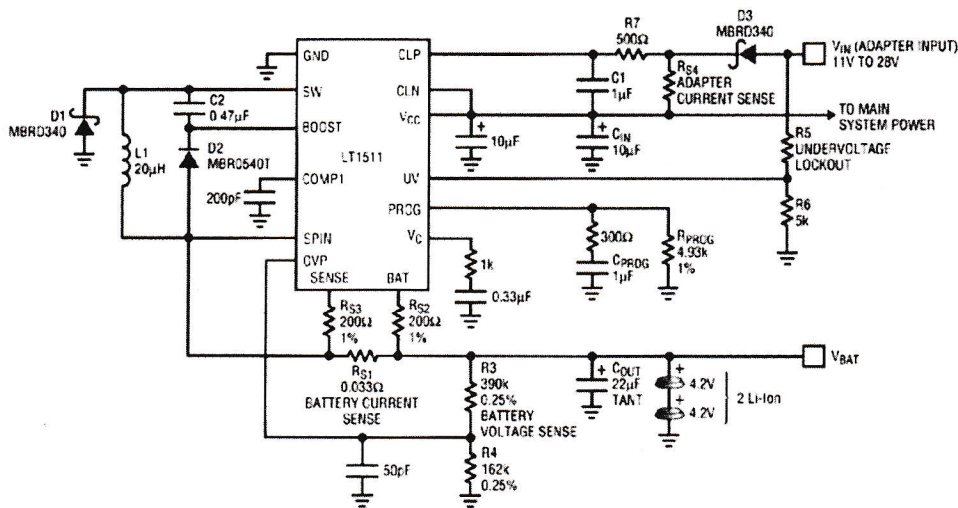 D3
MBRD340
R7
500Ω
VIN (ADAPTER INPUT)
11V TO 28V
GND
CLP
RS4
ADAPTER
CURRENT SENSE
C1
1µF
SW
CLN
C2
0.47µF
D1
MBRD340
BOOST
VCC
TO MAIN
SYSTEM POWER
+
10µF
+
CIN
10µF
L1
20µH
D2
MBR0540T
LT1511
R5
UNDERVOLTAGE
LOCKOUT
COMP1
UV
200pF
PROG
R6
5k
300Ω
RPROG
4.93k
1%
SPIN
VC
CPROG
1µF
OVP
1k
SENSE
BAT
0.33µF
RS3
200Ω
1%
RS2
200Ω
1%
RS1
0.033Ω
BATTERY CURRENT
SENSE
VBAT
R3
390k
0.25%
BATTERY
VOLTAGE SENSE
+
COUT
22µF
TANT
+
4.2V
+
4.2V
2 Li-Ion
50pF
R4
162k
0.25%